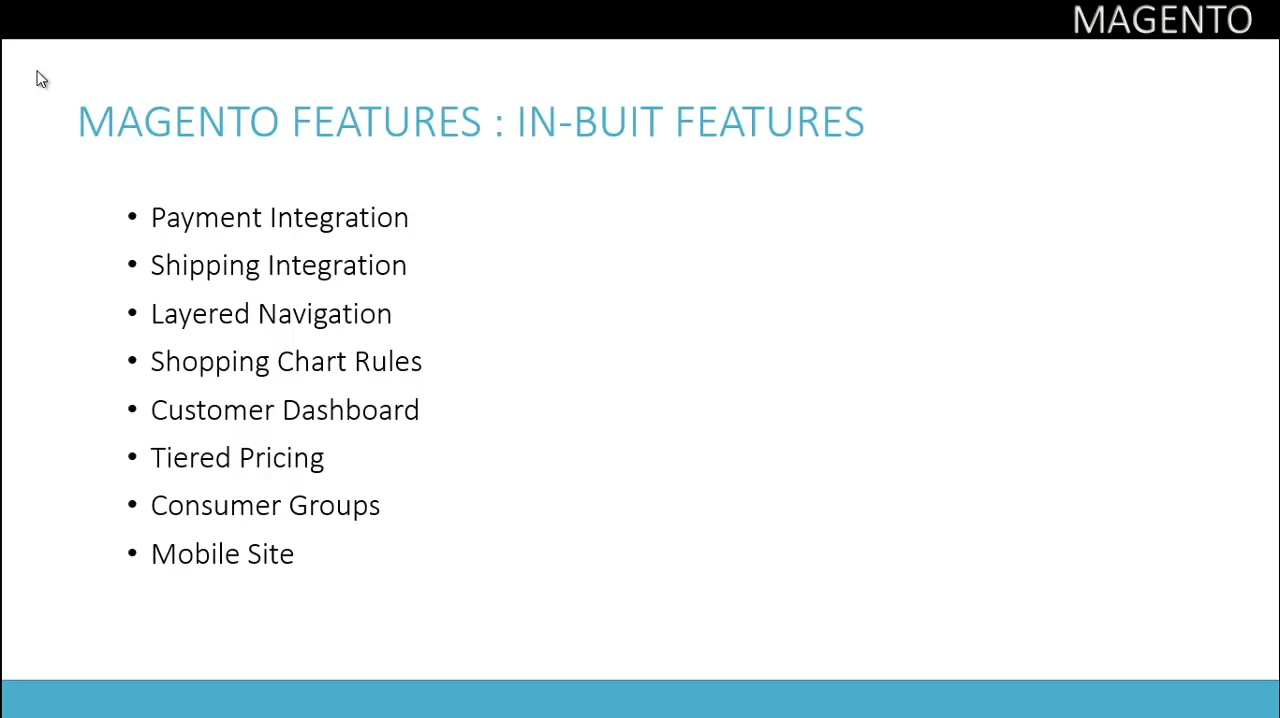 MAGENTO
MAGENTO FEATURES : IN-BUIT FEATURES
• Payment Integration
• Shipping Integration
• Layered Navigation
• Shopping Chart Rules
• Customer Dashboard
• Tiered Pricing
• Consumer Groups
• Mobile Site